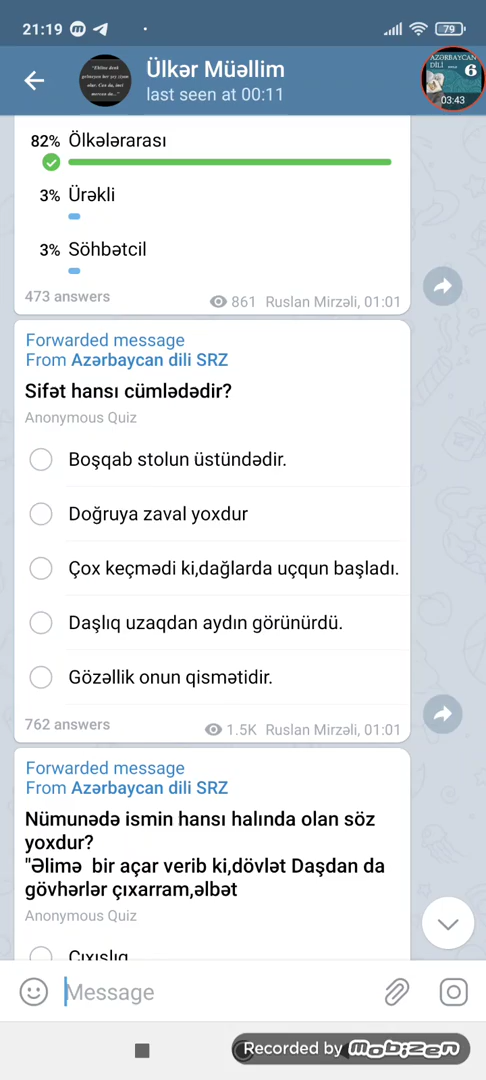 21:19
79
Ülkər Müəllim
last seen at 00:11
AZƏRBAYCAN
DİLİ
6
03:43
82% Ölkələrarası
3% Ürəkli
3% Söhbətcil
473 answers
861 Ruslan Mirzəli, 01:01
Forwarded message
From Azərbaycan dili SRZ
Sifət hansı cümlədədir?
Anonymous Quiz
Boşqab stolun üstündədir.
Doğruya zaval yoxdur
Çox keçmədi ki,dağlarda uçqun başladı.
Daşlıq uzaqdan aydın görünürdü.
Gözəllik onun qismətidir.
762 answers
1.5K Ruslan Mirzəli, 01:01
Forwarded message
From Azərbaycan dili SRZ
Nümunədə ismin hansı halında olan söz
yoxdur?
"Əlimə bir açar verib ki,dövlət Daşdan da
gövhərlər çıxarram,əlbət
Anonymous Quiz
Çıxışlıq
Message
Recorded by mobizen